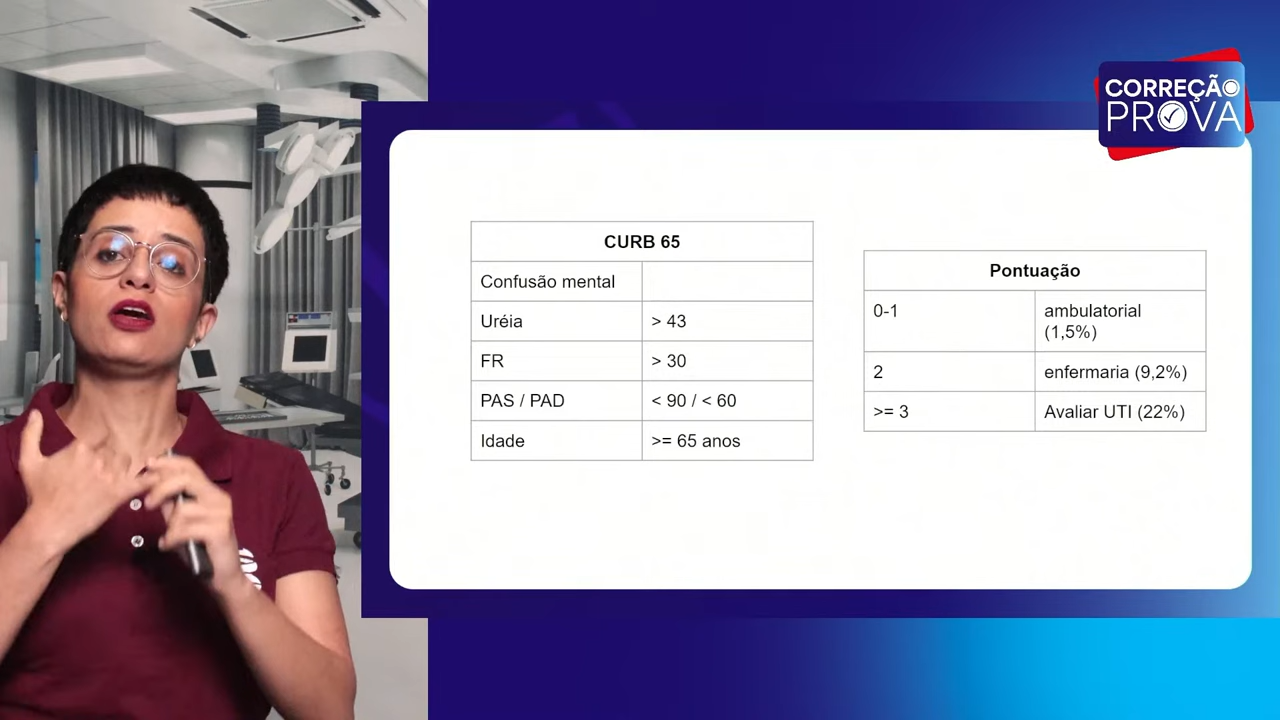 CORREÇÃO
PROVA
CURB 65
Confusão mental
Uréia > 43
FR > 30
PAS / PAD < 90 / < 60
Idade >= 65 anos
Pontuação
0-1 ambulatorial
(1,5%)
2 enfermaria (9,2%)
>= 3 Avaliar UTI (22%)